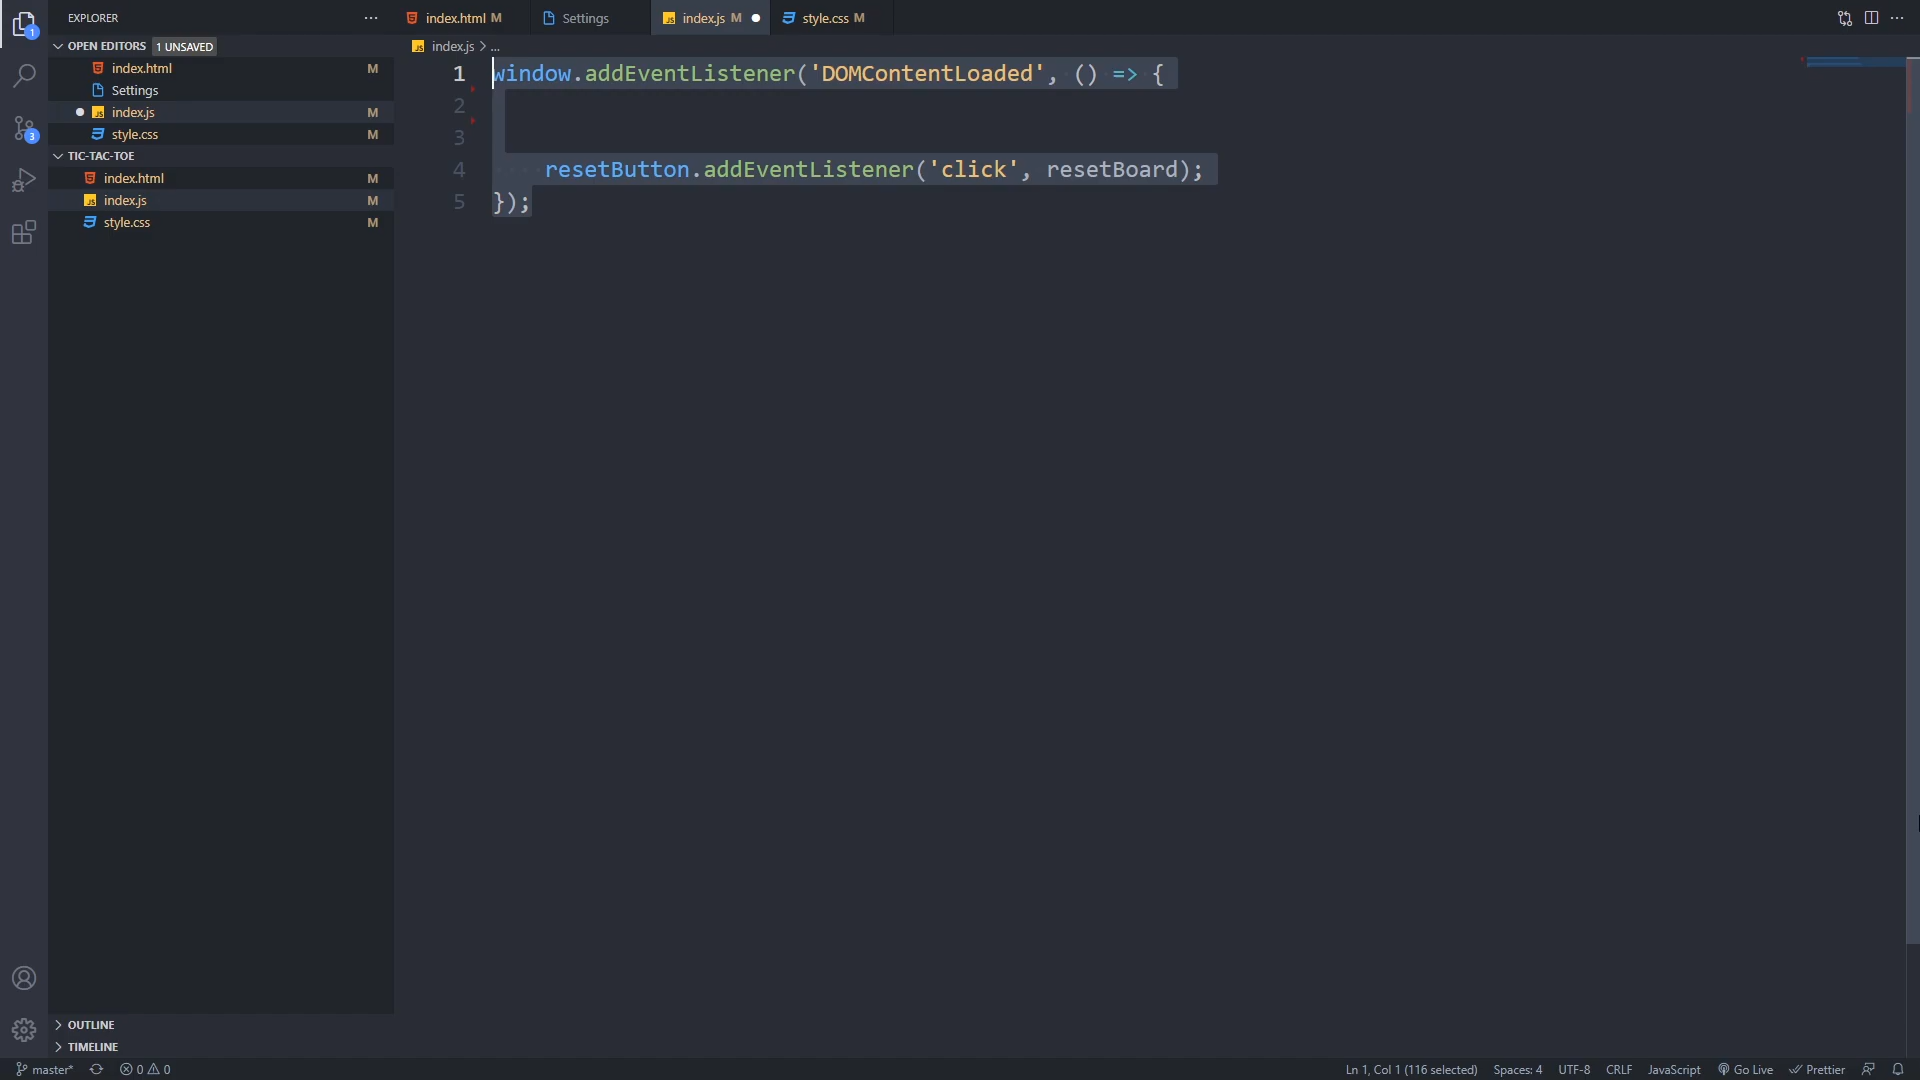 EXPLORER
OPEN EDITORS 1 UNSAVED
index.html M
Settings
index.js M
style.css M
TIC-TAC-TOE
index.html M
index.js M
style.css M
OUTLINE
TIMELINE
1
3
index.html M Settings index.js M style.css M
index.js > ...
1 window.addEventListener('DOMContentLoaded', () => {
2
3
4 resetButton.addEventListener('click', resetBoard);
5 });
master* 0 0 Ln 1, Col 1 (116 selected) Spaces: 4 UTF-8 CRLF JavaScript Go Live Prettier